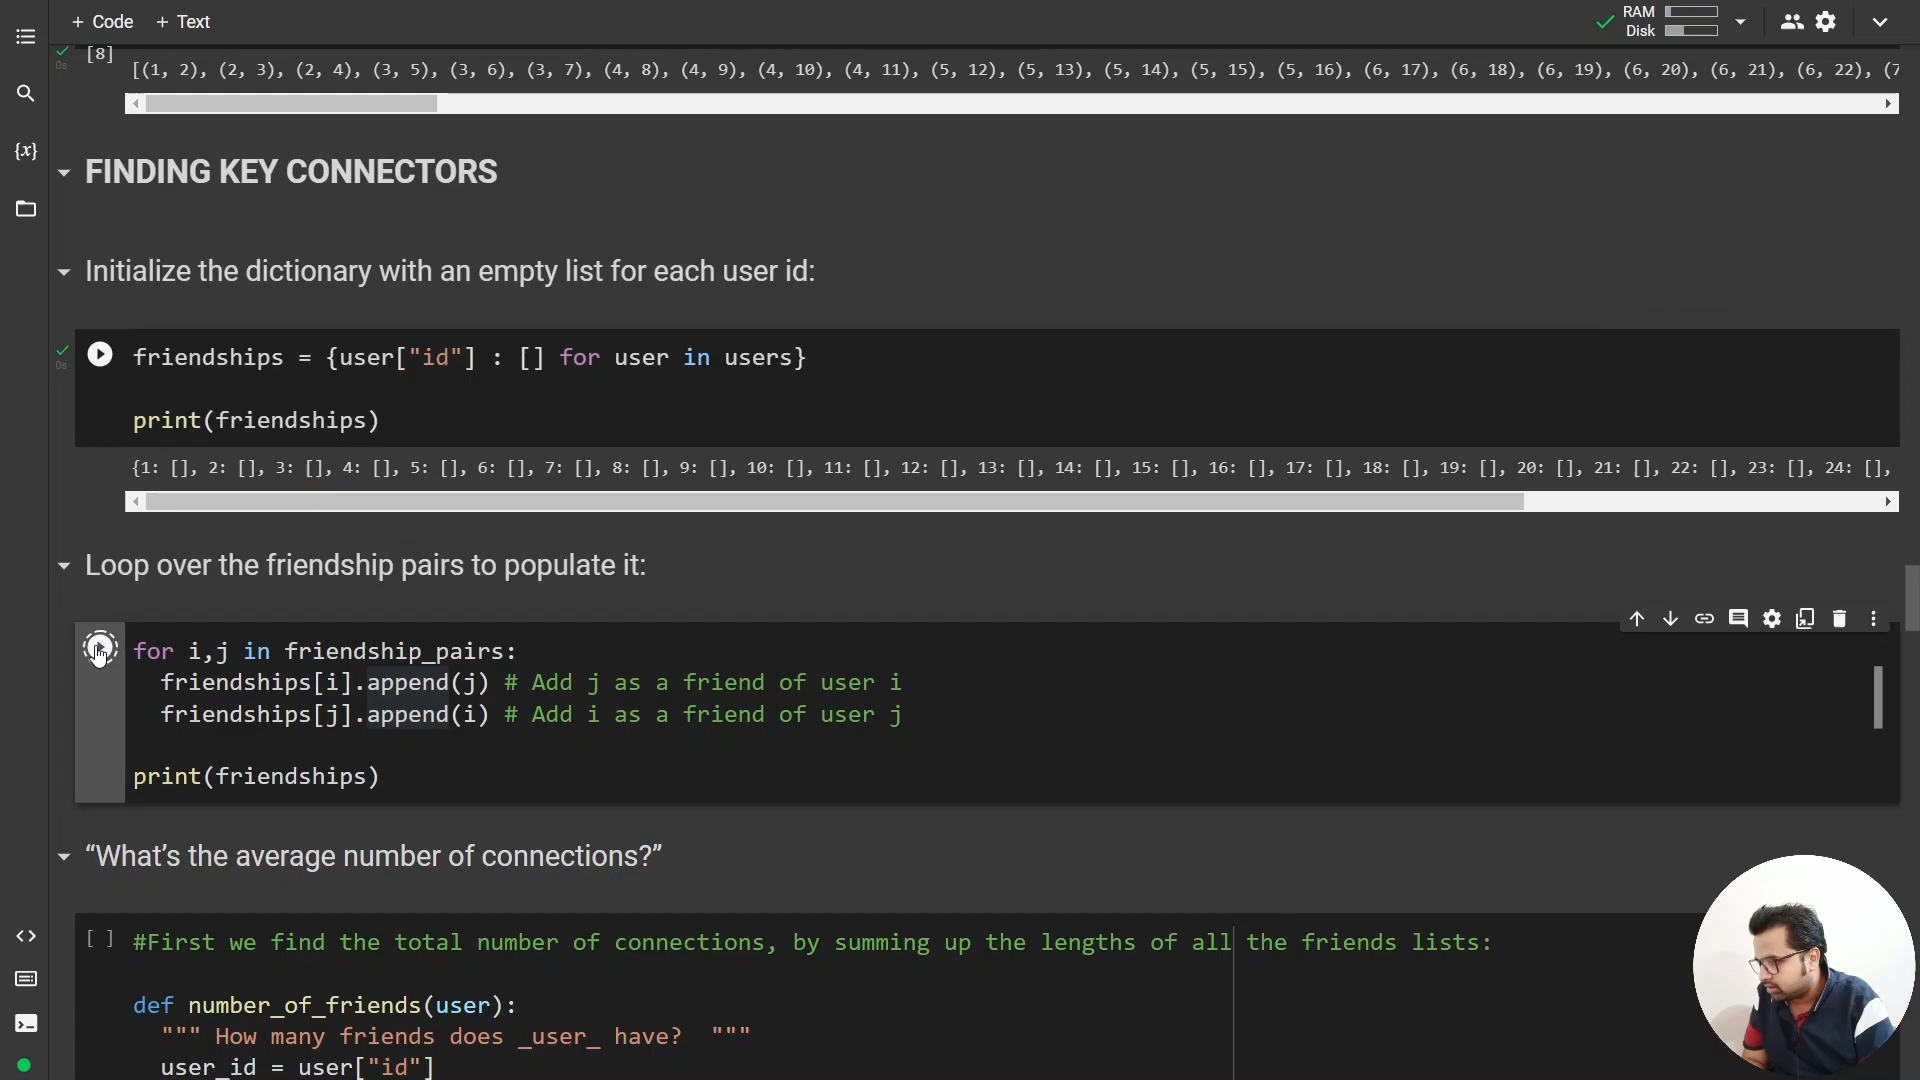 + Code + Text
RAM
Disk
[8]
0s
[(1, 2), (2, 3), (2, 4), (3, 5), (3, 6), (3, 7), (4, 8), (4, 9), (4, 10), (4, 11), (5, 12), (5, 13), (5, 14), (5, 15), (5, 16), (6, 17), (6, 18), (6, 19), (6, 20), (6, 21), (6, 22), (7
{x}
FINDING KEY CONNECTORS
Initialize the dictionary with an empty list for each user id:
0s
friendships = {user["id"] : [] for user in users}
print(friendships)
{1: [], 2: [], 3: [], 4: [], 5: [], 6: [], 7: [], 8: [], 9: [], 10: [], 11: [], 12: [], 13: [], 14: [], 15: [], 16: [], 17: [], 18: [], 19: [], 20: [], 21: [], 22: [], 23: [], 24: [],
Loop over the friendship pairs to populate it:
for i,j in friendship_pairs:
friendships[i].append(j) # Add j as a friend of user i
friendships[j].append(i) # Add i as a friend of user j
print(friendships)
“What’s the average number of connections?”
[ ]
#First we find the total number of connections, by summing up the lengths of all the friends lists:
def number_of_friends(user):
""" How many friends does _user_ have? """
user_id = user["id"]